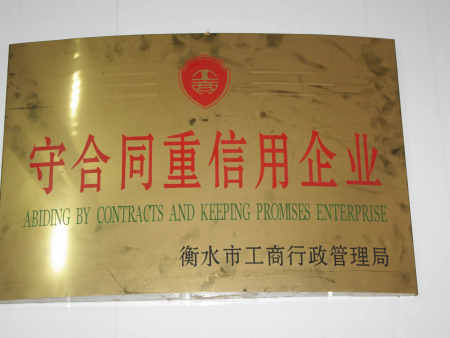 守合同重信用企业
ABIDING BY CONTRACTS AND KEEPING PROMISES ENTERPRISE
衡水市工商行政管理局